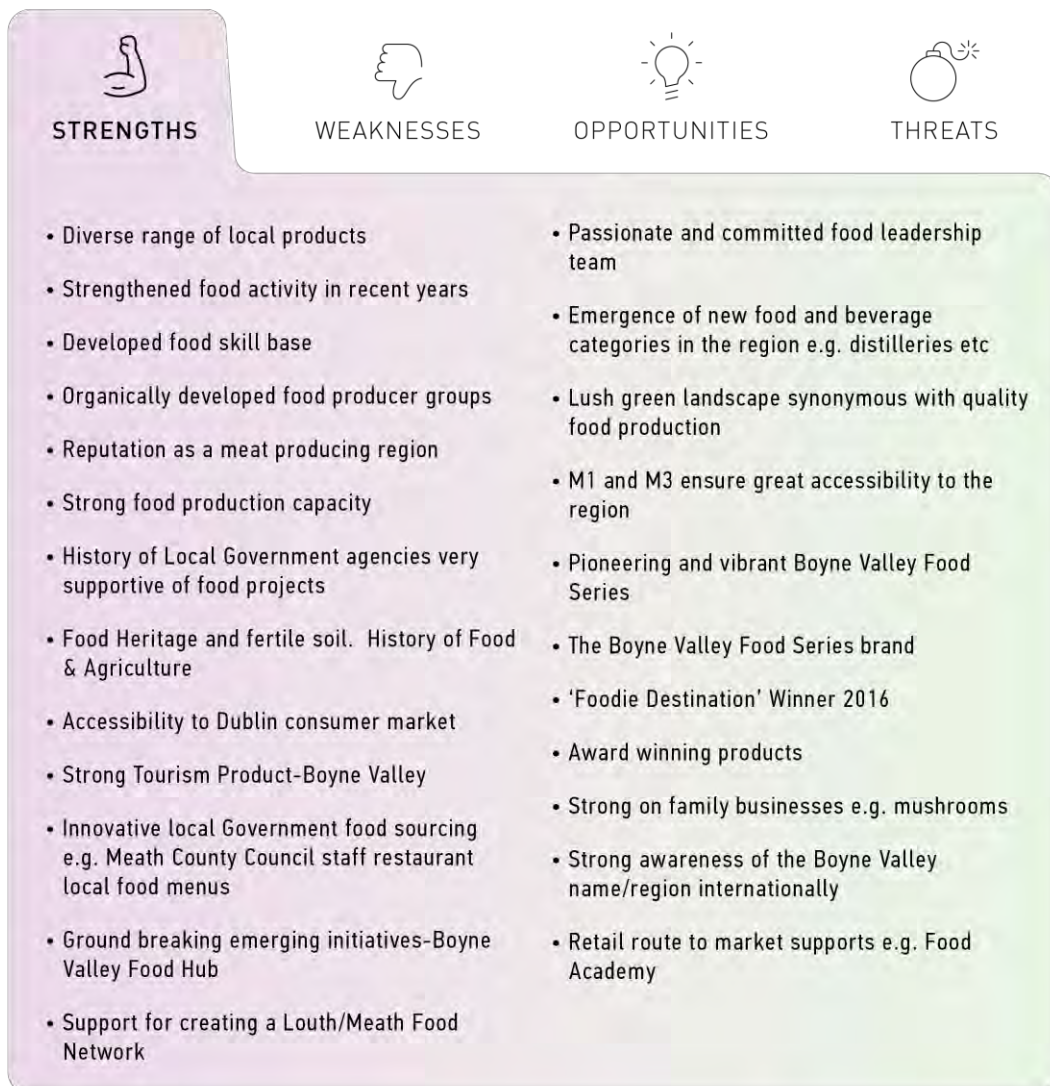 STRENGTHS
WEAKNESSES
OPPORTUNITIES
THREATS
• Diverse range of local products
• Strengthened food activity in recent years
• Developed food skill base
• Organically developed food producer groups
• Reputation as a meat producing region
• Strong food production capacity
• History of Local Government agencies very
supportive of food projects
• Food Heritage and fertile soil. History of Food
& Agriculture
• Accessibility to Dublin consumer market
• Strong Tourism Product-Boyne Valley
• Innovative local Government food sourcing
e.g. Meath County Council staff restaurant
local food menus
• Ground breaking emerging initiatives-Boyne
Valley Food Hub
• Support for creating a Louth/Meath Food
Network
• Passionate and committed food leadership
team
• Emergence of new food and beverage
categories in the region e.g. distilleries etc
• Lush green landscape synonymous with quality
food production
• M1 and M3 ensure great accessibility to the
region
• Pioneering and vibrant Boyne Valley Food
Series
• The Boyne Valley Food Series brand
• ‘Foodie Destination’ Winner 2016
• Award winning products
• Strong on family businesses e.g. mushrooms
• Strong awareness of the Boyne Valley
name/region internationally
• Retail route to market supports e.g. Food
Academy